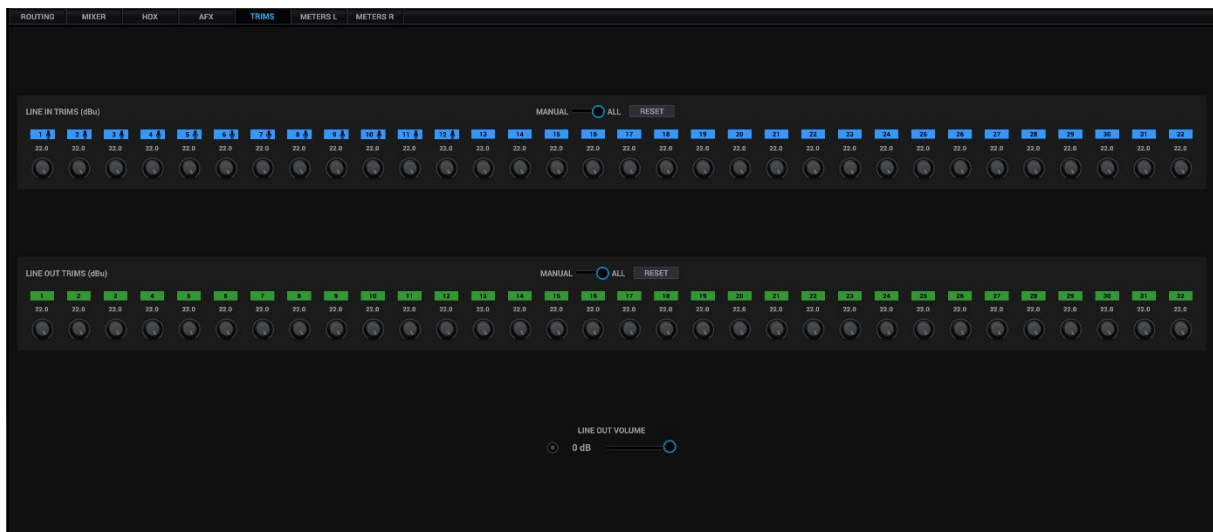 ROUTING MIXER HDX AFX TRIMS METERS L METERS R
LINE IN TRIMS (dBu) MANUAL ALL RESET
1 2 3 4 5 6 7 8 9 10 11 12 13 14 15 16 17 18 19 20 21 22 23 24 25 26 27 28 29 30 31 32
22.0 22.0 22.0 22.0 22.0 22.0 22.0 22.0 22.0 22.0 22.0 22.0 22.0 22.0 22.0 22.0 22.0 22.0 22.0 22.0 22.0 22.0 22.0 22.0 22.0 22.0 22.0 22.0 22.0 22.0 22.0 22.0
LINE OUT TRIMS (dBu) MANUAL ALL RESET
1 2 3 4 5 6 7 8 9 10 11 12 13 14 15 16 17 18 19 20 21 22 23 24 25 26 27 28 29 30 31 32
22.0 22.0 22.0 22.0 22.0 22.0 22.0 22.0 22.0 22.0 22.0 22.0 22.0 22.0 22.0 22.0 22.0 22.0 22.0 22.0 22.0 22.0 22.0 22.0 22.0 22.0 22.0 22.0 22.0 22.0 22.0 22.0
LINE OUT VOLUME
0 dB